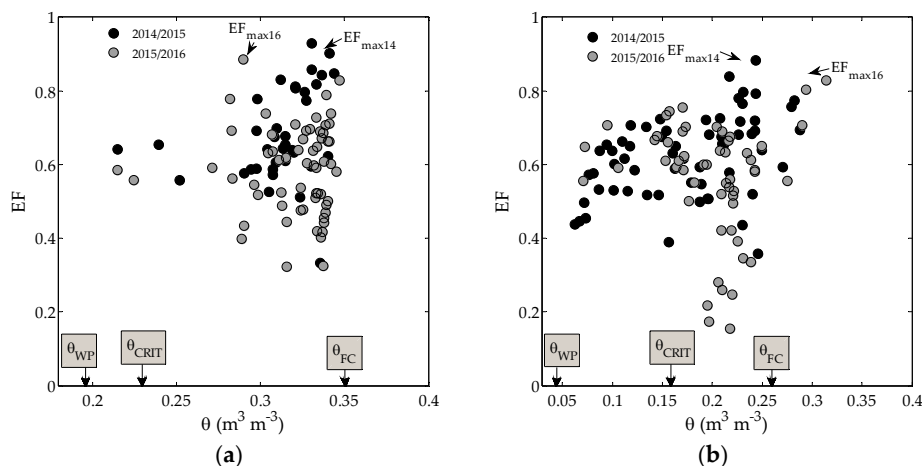 1
0.8
0.6
0.4
0.2
0
EF
2014/2015
2015/2016
EFmax16
EFmax14
θWP
θCRIT
θFC
0.2 0.25 0.3 0.35 0.4
θ (m³ m⁻³)
(a)
1
0.8
0.6
0.4
0.2
0
EF
2014/2015
2015/2016
EFmax14
EFmax16
θWP
θCRIT
θFC
0.05 0.1 0.15 0.2 0.25 0.3 0.35 0.4
θ (m³ m⁻³)
(b)